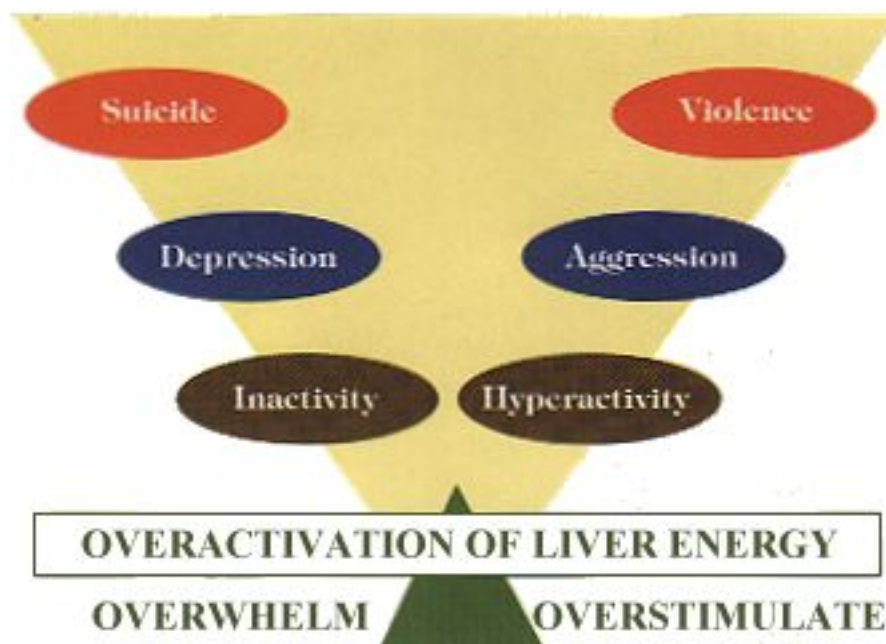 Suicide Violence
Depression Aggression
Inactivity Hyperactivity
OVERACTIVATION OF LIVER ENERGY
OVERWHELM OVERSTIMULATE